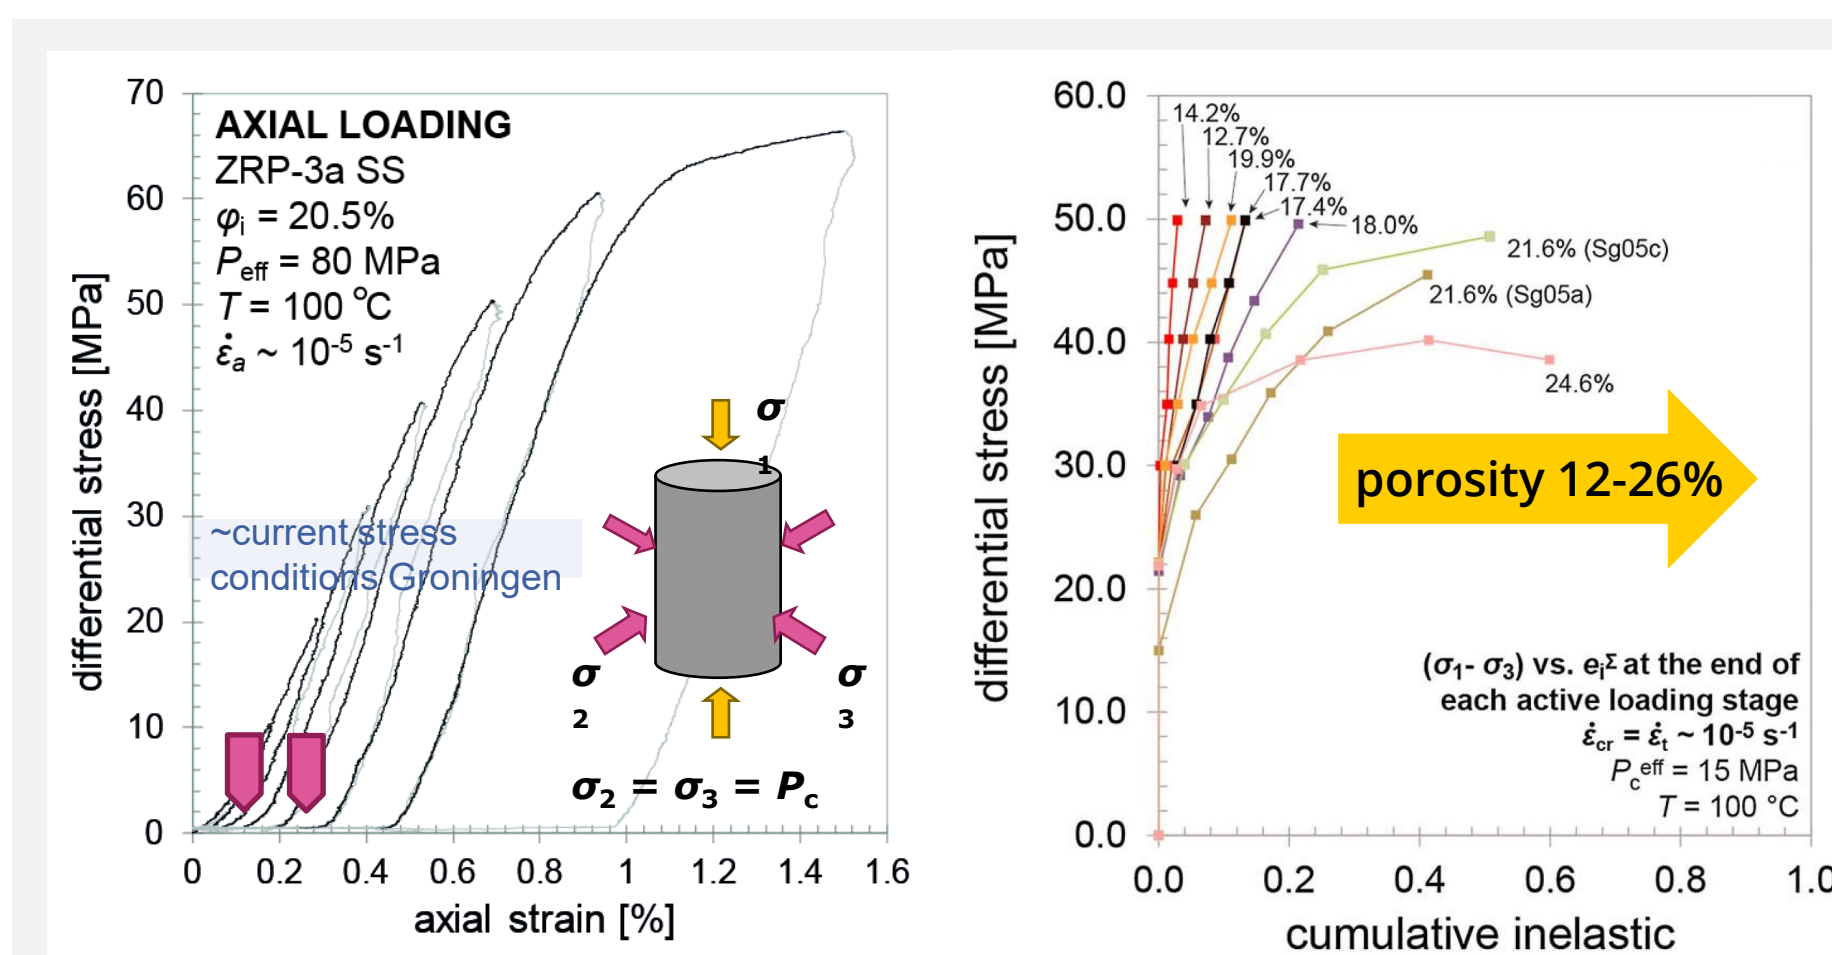 70
60
50
40
30
20
10
0
differential stress [MPa]
AXIAL LOADING
ZRP-3a SS
φi = 20.5%
Peff = 80 MPa
T = 100 °C
ε̇a ~ 10-5 s-1
~current stress
conditions Groningen
σ
1
σ
2
σ
3
σ2 = σ3 = Pc
0 0.2 0.4 0.6 0.8 1 1.2 1.4 1.6
axial strain [%]
60.0
50.0
40.0
30.0
20.0
10.0
0.0
differential stress [MPa]
14.2%
12.7%
19.9%
17.7%
17.4%
18.0%
21.6% (Sg05c)
21.6% (Sg05a)
24.6%
porosity 12-26%
(σ1- σ3) vs. eiΣ at the end of
each active loading stage
ε̇cr = ε̇t ~ 10-5 s-1
Pceff = 15 MPa
T = 100 °C
0.0 0.2 0.4 0.6 0.8 1.0
cumulative inelastic